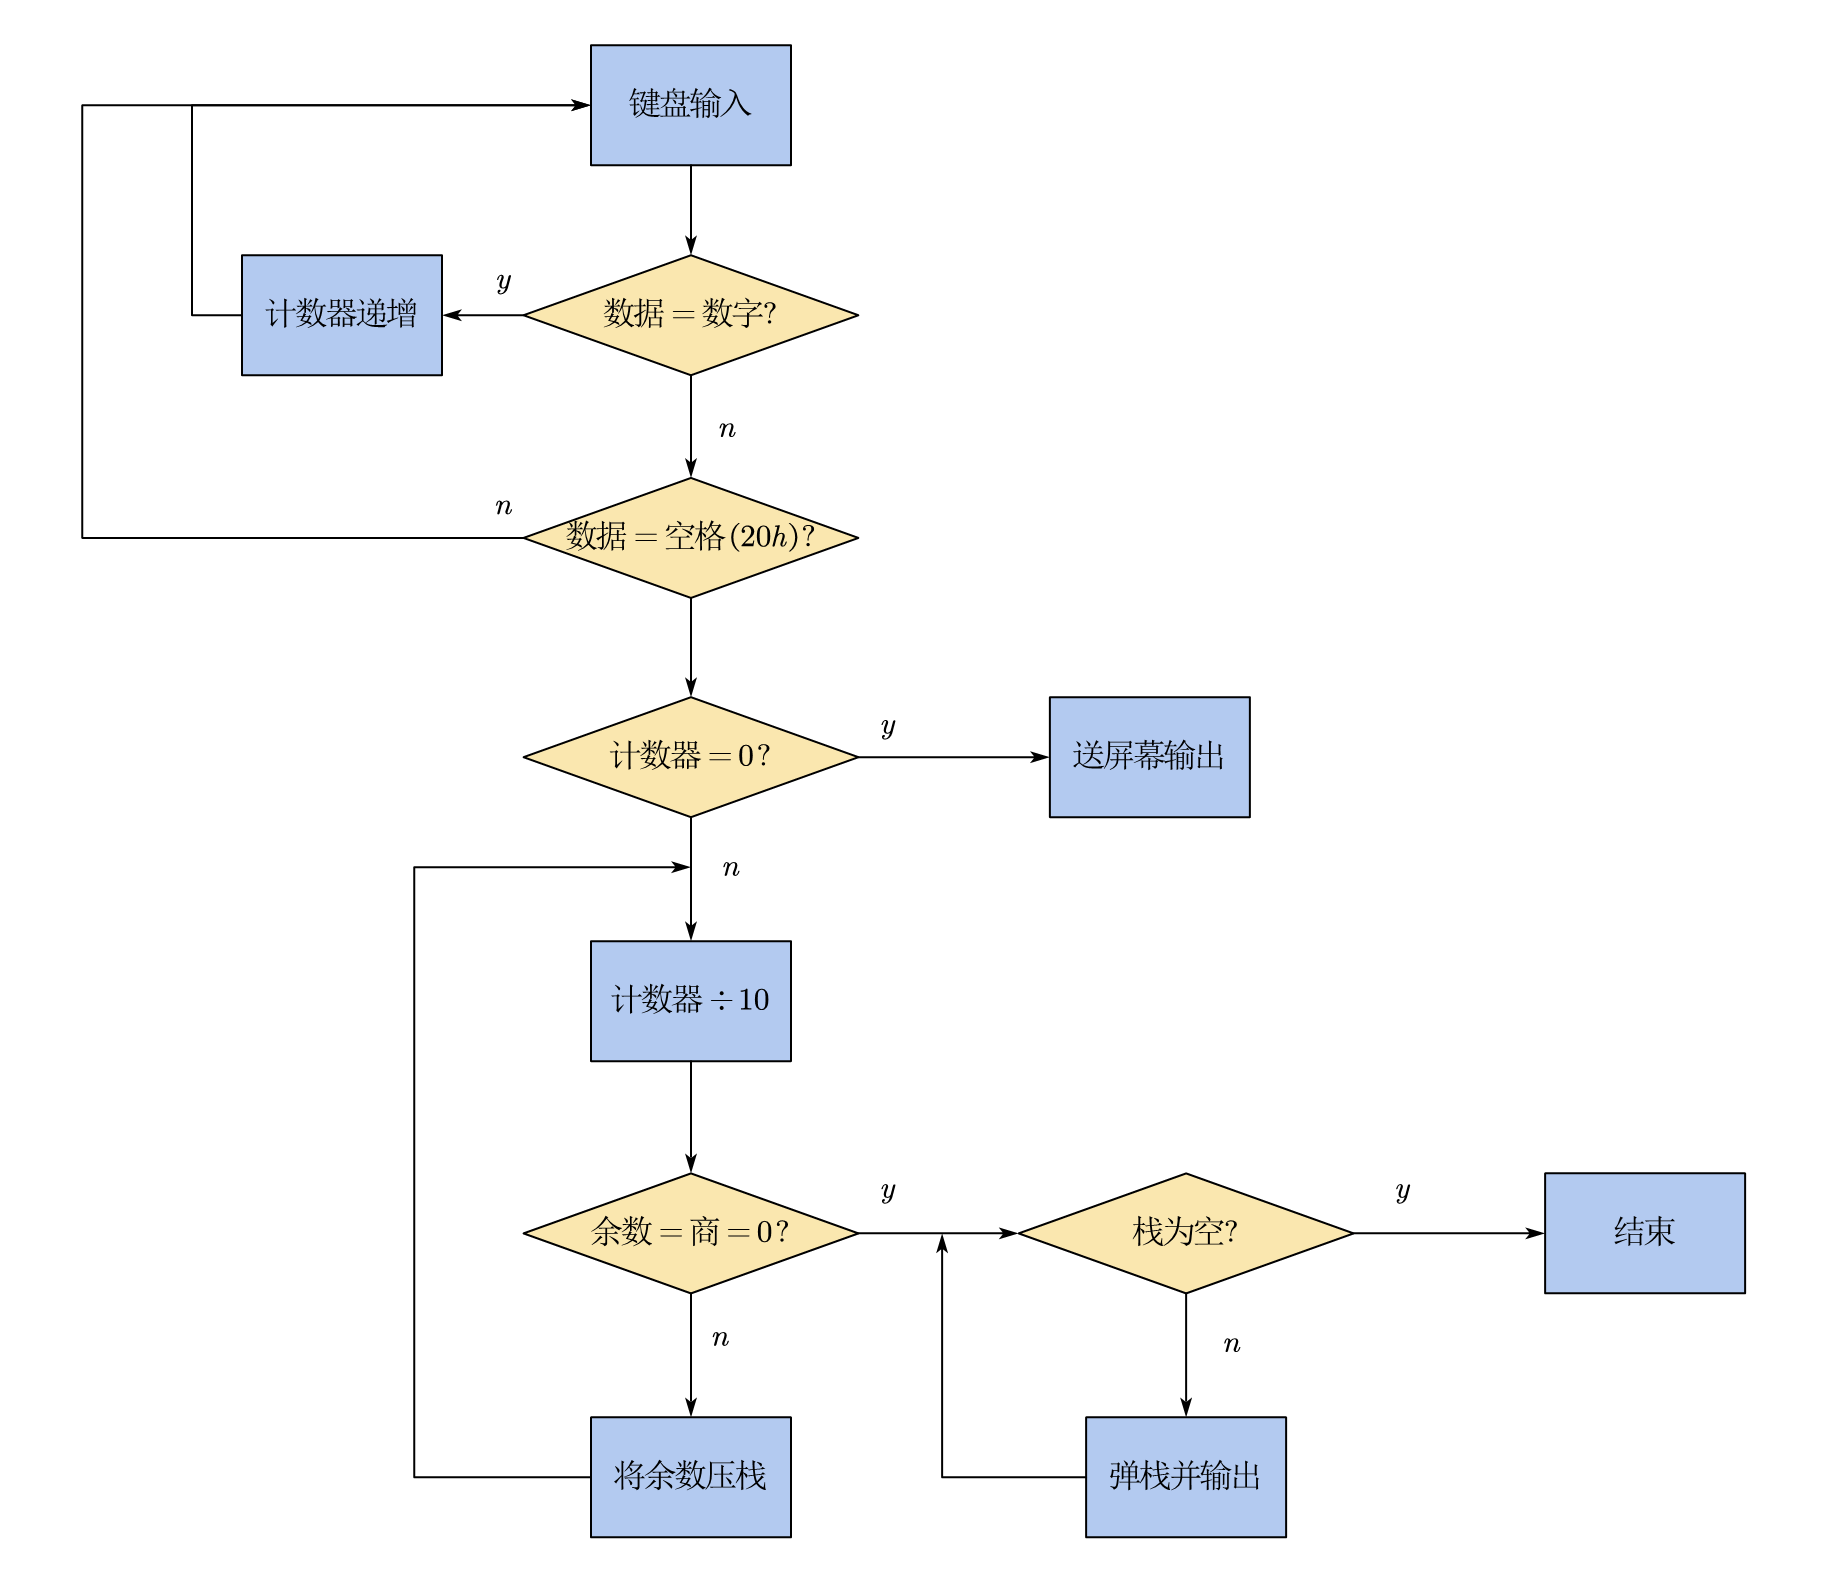 键盘输入
计数器递增
y
数据 = 数字?
n
n
数据 = 空格(20h)?
计数器 = 0?
y
送屏幕输出
n
计数器 ÷ 10
余数 = 商 = 0?
y
栈为空?
y
结束
n
n
将余数压栈
弹栈并输出